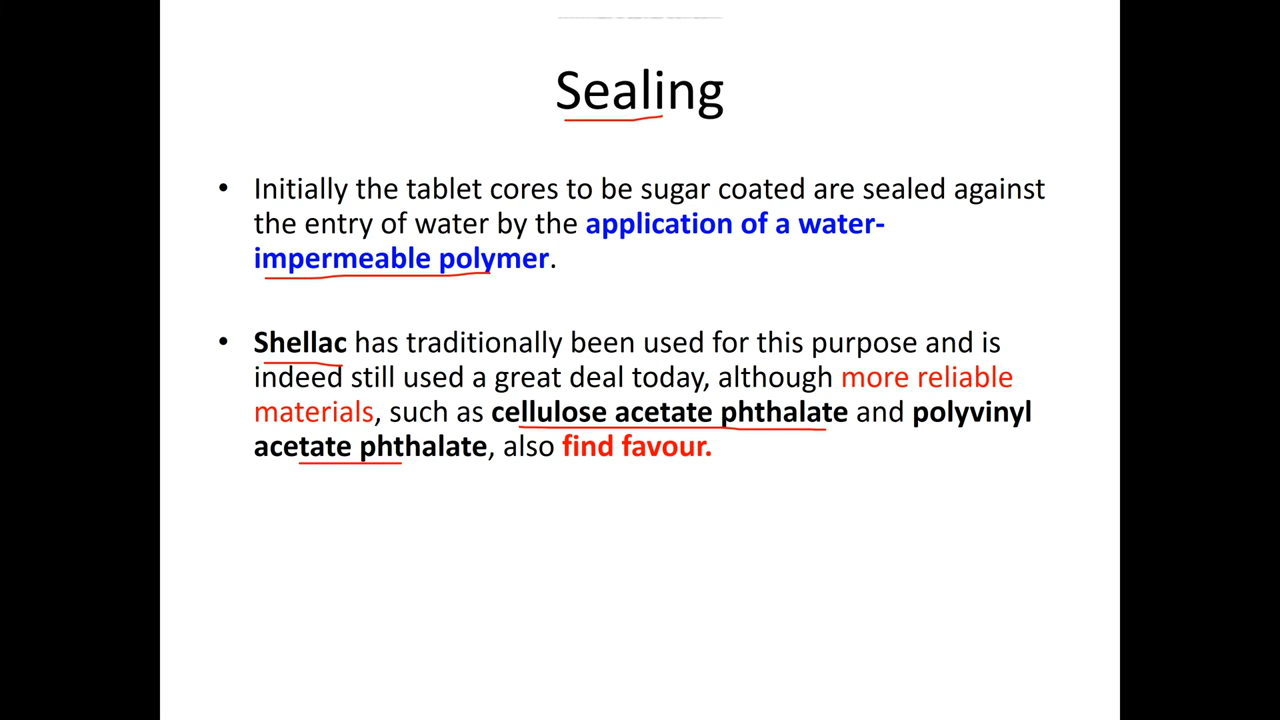 Sealing
• Initially the tablet cores to be sugar coated are sealed against
the entry of water by the application of a water-
impermeable polymer.
• Shellac has traditionally been used for this purpose and is
indeed still used a great deal today, although more reliable
materials, such as cellulose acetate phthalate and polyvinyl
acetate phthalate, also find favour.